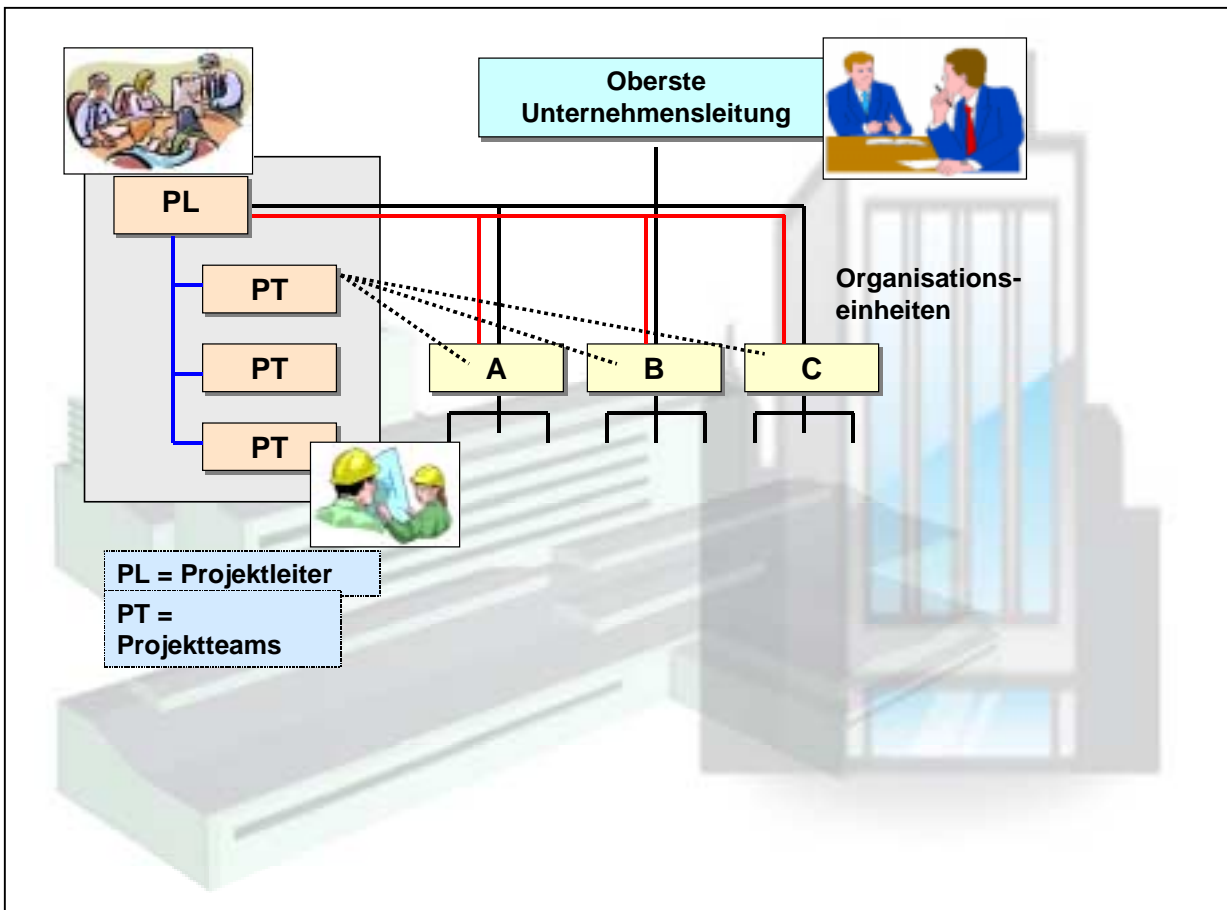 Oberste
Unternehmensleitung
PL
PT
PT
PT
Organisations-
einheiten
A
B
C
PL = Projektleiter
PT =
Projektteams